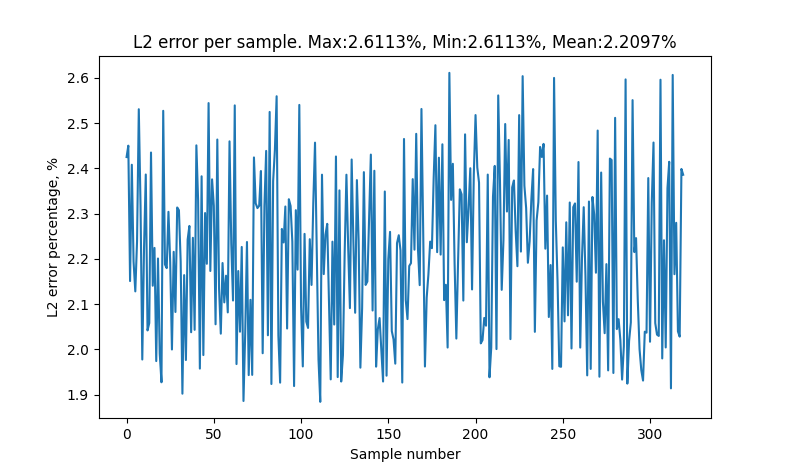 L2 error per sample. Max:2.6113%, Min:2.6113%, Mean:2.2097%
2.6
2.5
2.4
2.3
2.2
2.1
2.0
1.9
L2 error percentage, %
0 50 100 150 200 250 300
Sample number